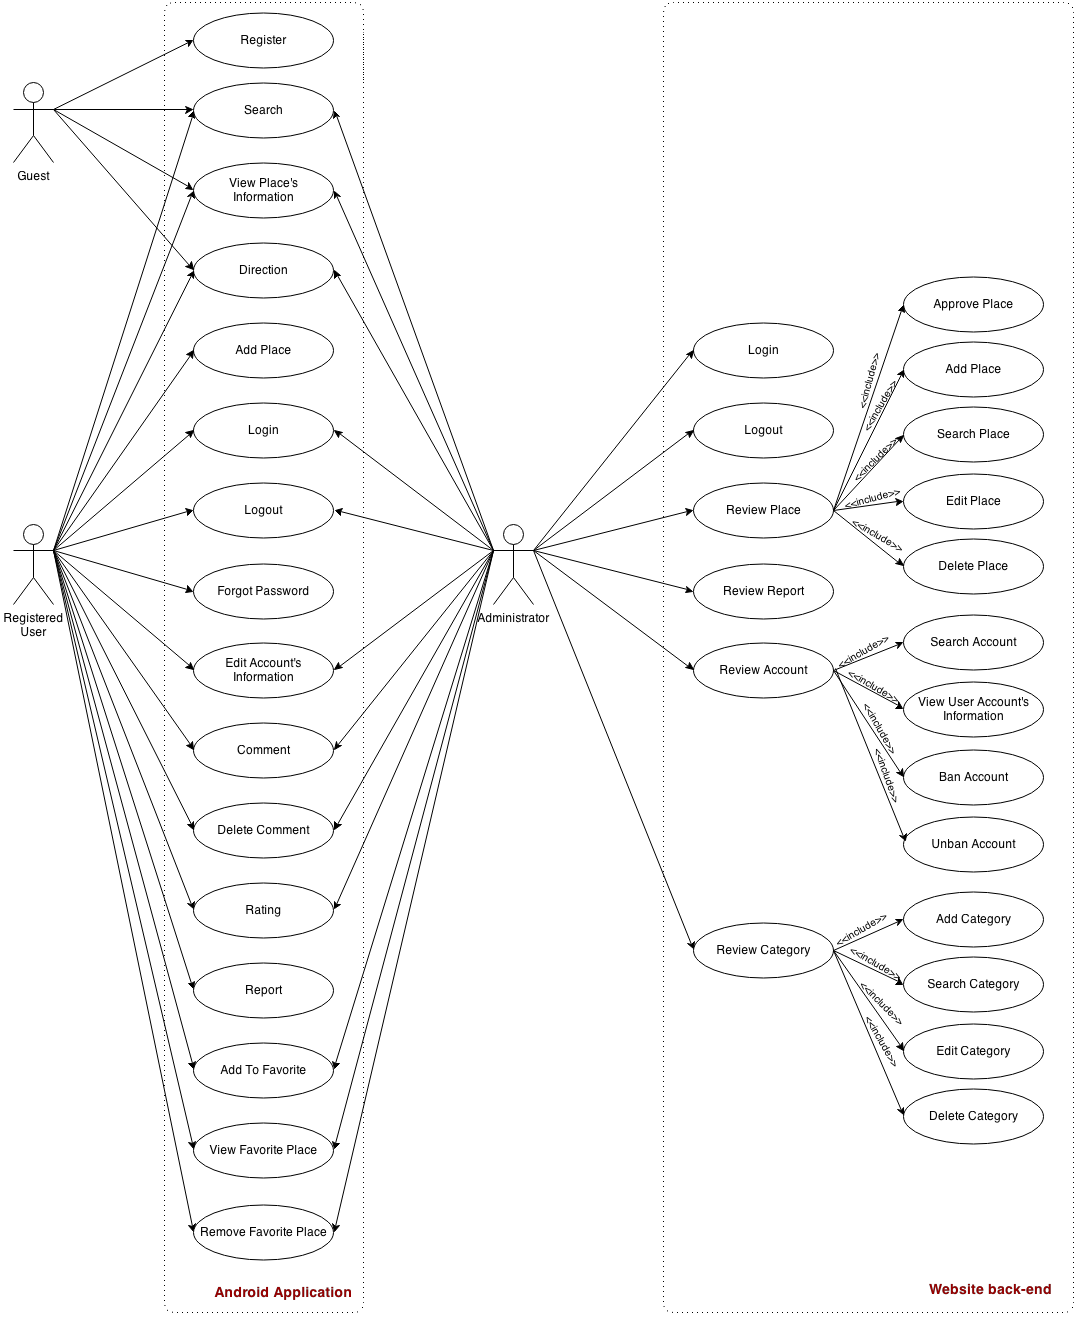 Register
Search
Guest
View Place's
Information
Direction
Add Place
Login
Logout
Forgot Password
Registered
User
Edit Account's
Information
Comment
Delete Comment
Rating
Report
Add To Favorite
View Favorite Place
Remove Favorite Place
Android Application
Administrator
Login
Logout
Review Place
Review Report
Review Account
Review Category
<<include>>
Approve Place
<<include>>
Add Place
<<include>>
Search Place
<<include>>
Edit Place
<<include>>
Delete Place
<<include>>
Search Account
<<include>>
View User Account's
Information
<<include>>
Ban Account
<<include>>
Unban Account
<<include>>
Add Category
<<include>>
Search Category
<<include>>
Edit Category
<<include>>
Delete Category
Website back-end